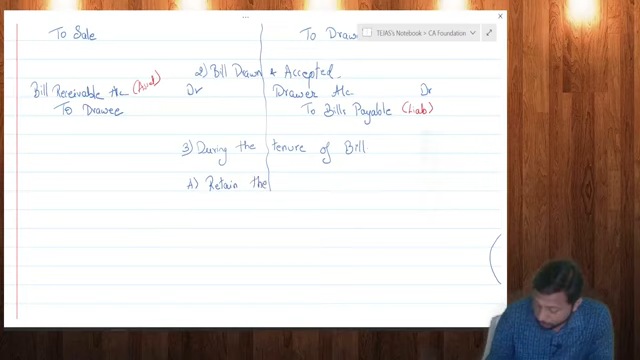 To Sale
To Draw
TEJAS's Notebook > CA Foundation
2) Bill Drawn & Accepted.
Bill Receivable A/c (Asset) Dr
Drawer A/c Dr
To Drawee
To Bills Payable (Liab)
3) During the tenure of Bill
A) Retain the